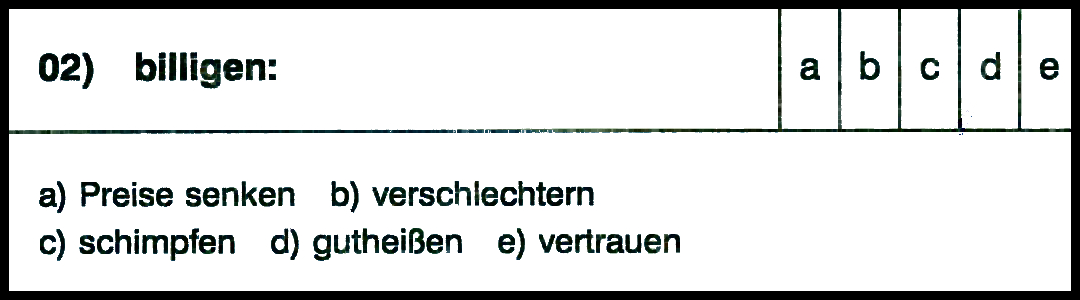 02) billigen: a b c d e
a) Preise senken b) verschlechtern
c) schimpfen d) gutheißen e) vertrauen